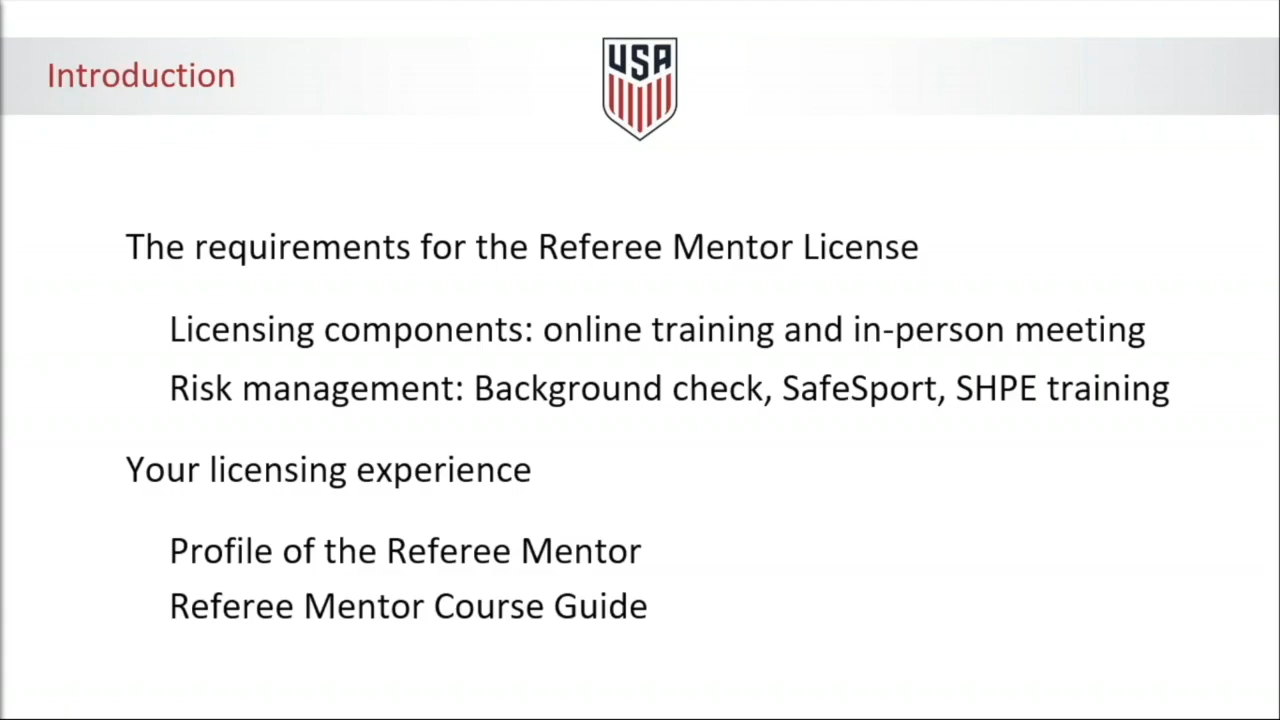 Introduction
USA
The requirements for the Referee Mentor License
Licensing components: online training and in-person meeting
Risk management: Background check, SafeSport, SHPE training
Your licensing experience
Profile of the Referee Mentor
Referee Mentor Course Guide